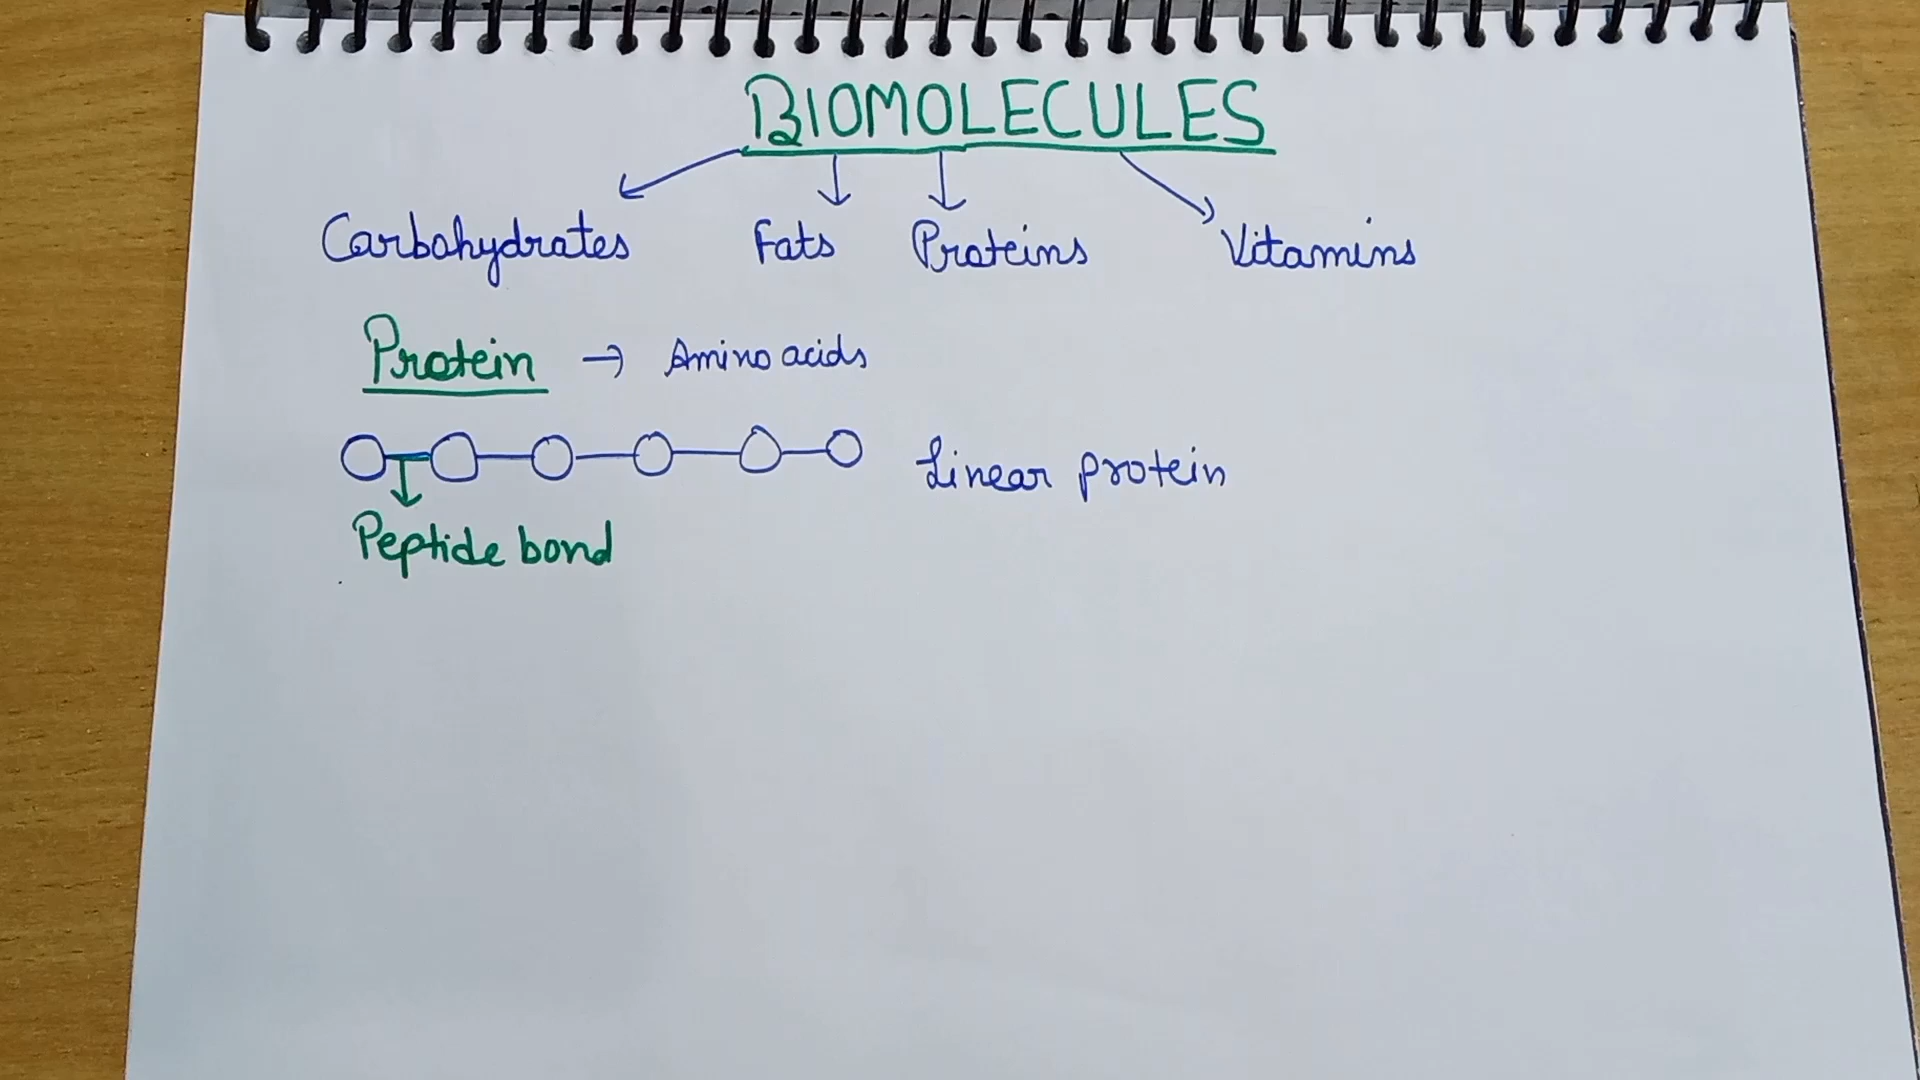 BIOMOLECULES
Carbohydrates Fats Proteins Vitamins
Protein → Amino acids
Linear protein
Peptide bond